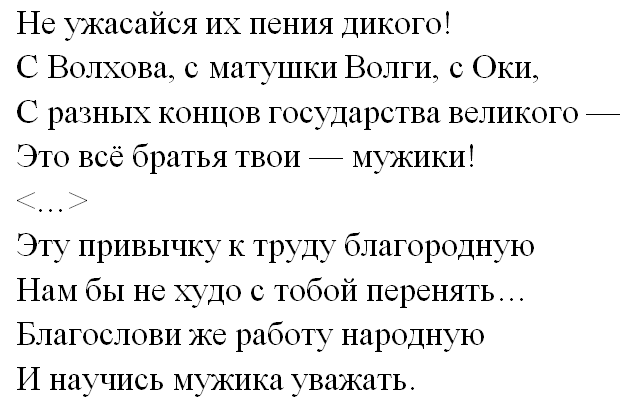 Не ужасайся их пения дикого!
С Волхова, с матушки Волги, с Оки,
С разных концов государства великого —
Это всё братья твои — мужики!
<…>
Эту привычку к труду благородную
Нам бы не худо с тобой перенять…
Благослови же работу народную
И научись мужика уважать.